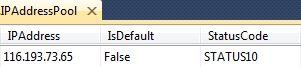 IPAddressPool
IPAddress IsDefault StatusCode
116.193.73.65 False STATUS10